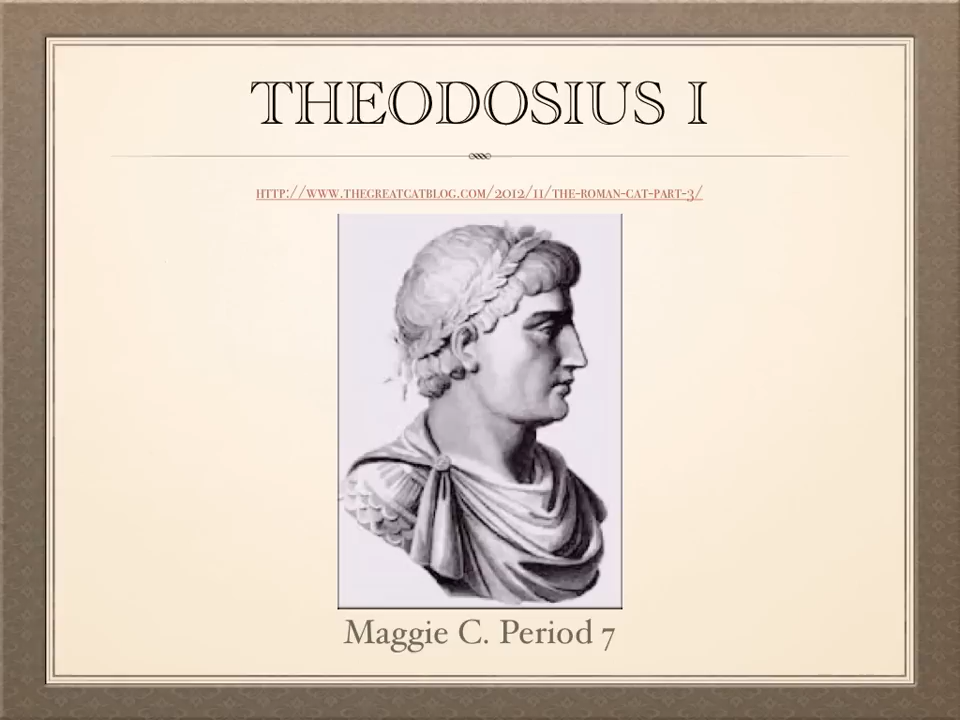 THEODOSIUS I
HTTP://WWW.THEGREATCATBLOG.COM/2012/11/THE-ROMAN-CAT-PART-3/
Maggie C. Period 7